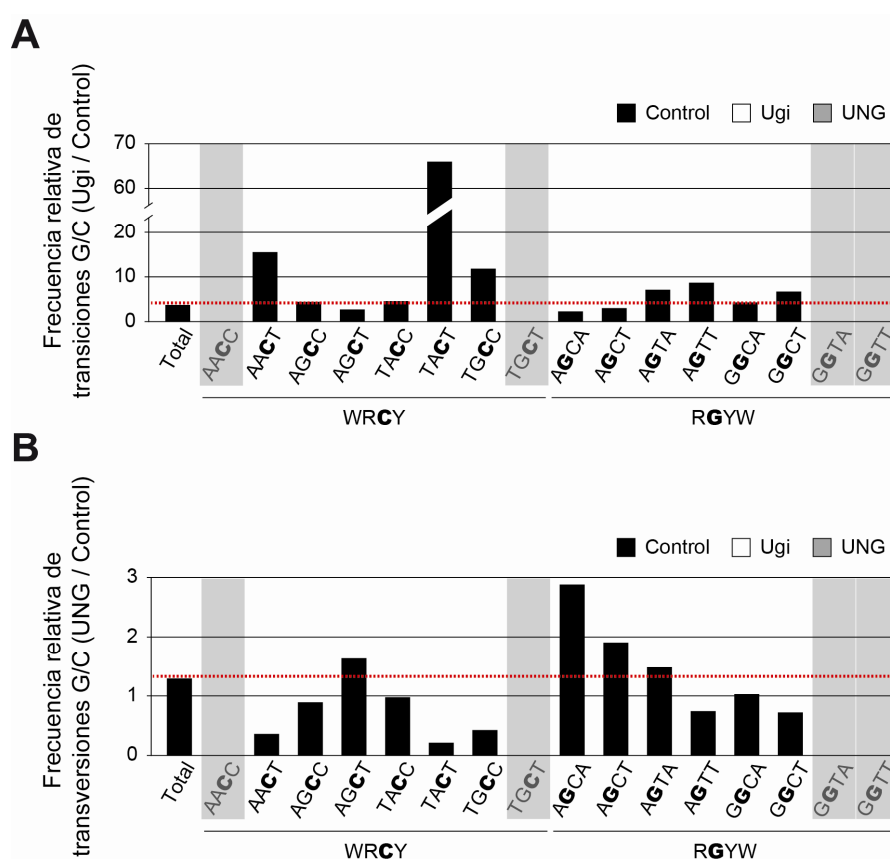 A
Frecuencia relativa de
transiciones G/C (Ugi / Control)
Control Ugi UNG
70
60
20
10
0
Total AACC AACT AGCC AGCT TACC TACT TGCC TGCT AGCA AGCT AGTA AGTT GGCA GGCT GGTA GGTT
WRCY RGYW
B
Frecuencia relativa de
transversiones G/C (UNG / Control)
Control Ugi UNG
3
2
1
0
Total AACC AACT AGCC AGCT TACC TACT TGCC TGCT AGCA AGCT AGTA AGTT GGCA GGCT GGTA GGTT
WRCY RGYW